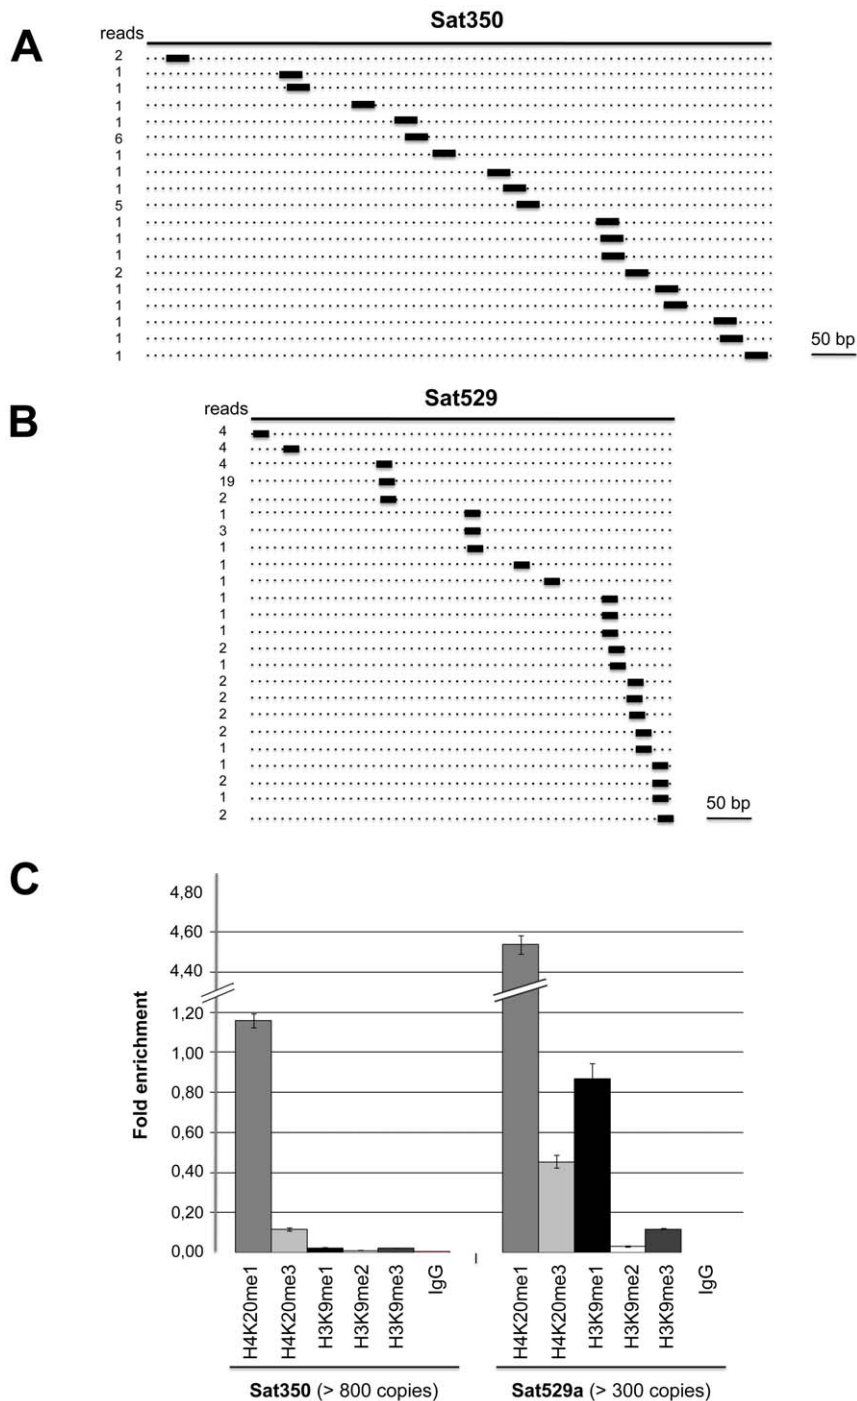 A
Sat350
reads
2
1
1
1
1
6
1
1
1
5
1
1
1
2
1
1
1
1
1
50 bp
B
Sat529
reads
4
4
4
19
2
1
3
1
1
1
1
1
1
2
1
2
2
2
2
1
1
2
1
2
50 bp
C
Fold enrichment
4,80
4,60
4,40
1,20
1,00
0,80
0,60
0,40
0,20
0,00
H4K20me1
H4K20me3
H3K9me1
H3K9me2
H3K9me3
IgG
H4K20me1
H4K20me3
H3K9me1
H3K9me2
H3K9me3
IgG
Sat350 (> 800 copies)
Sat529a (> 300 copies)